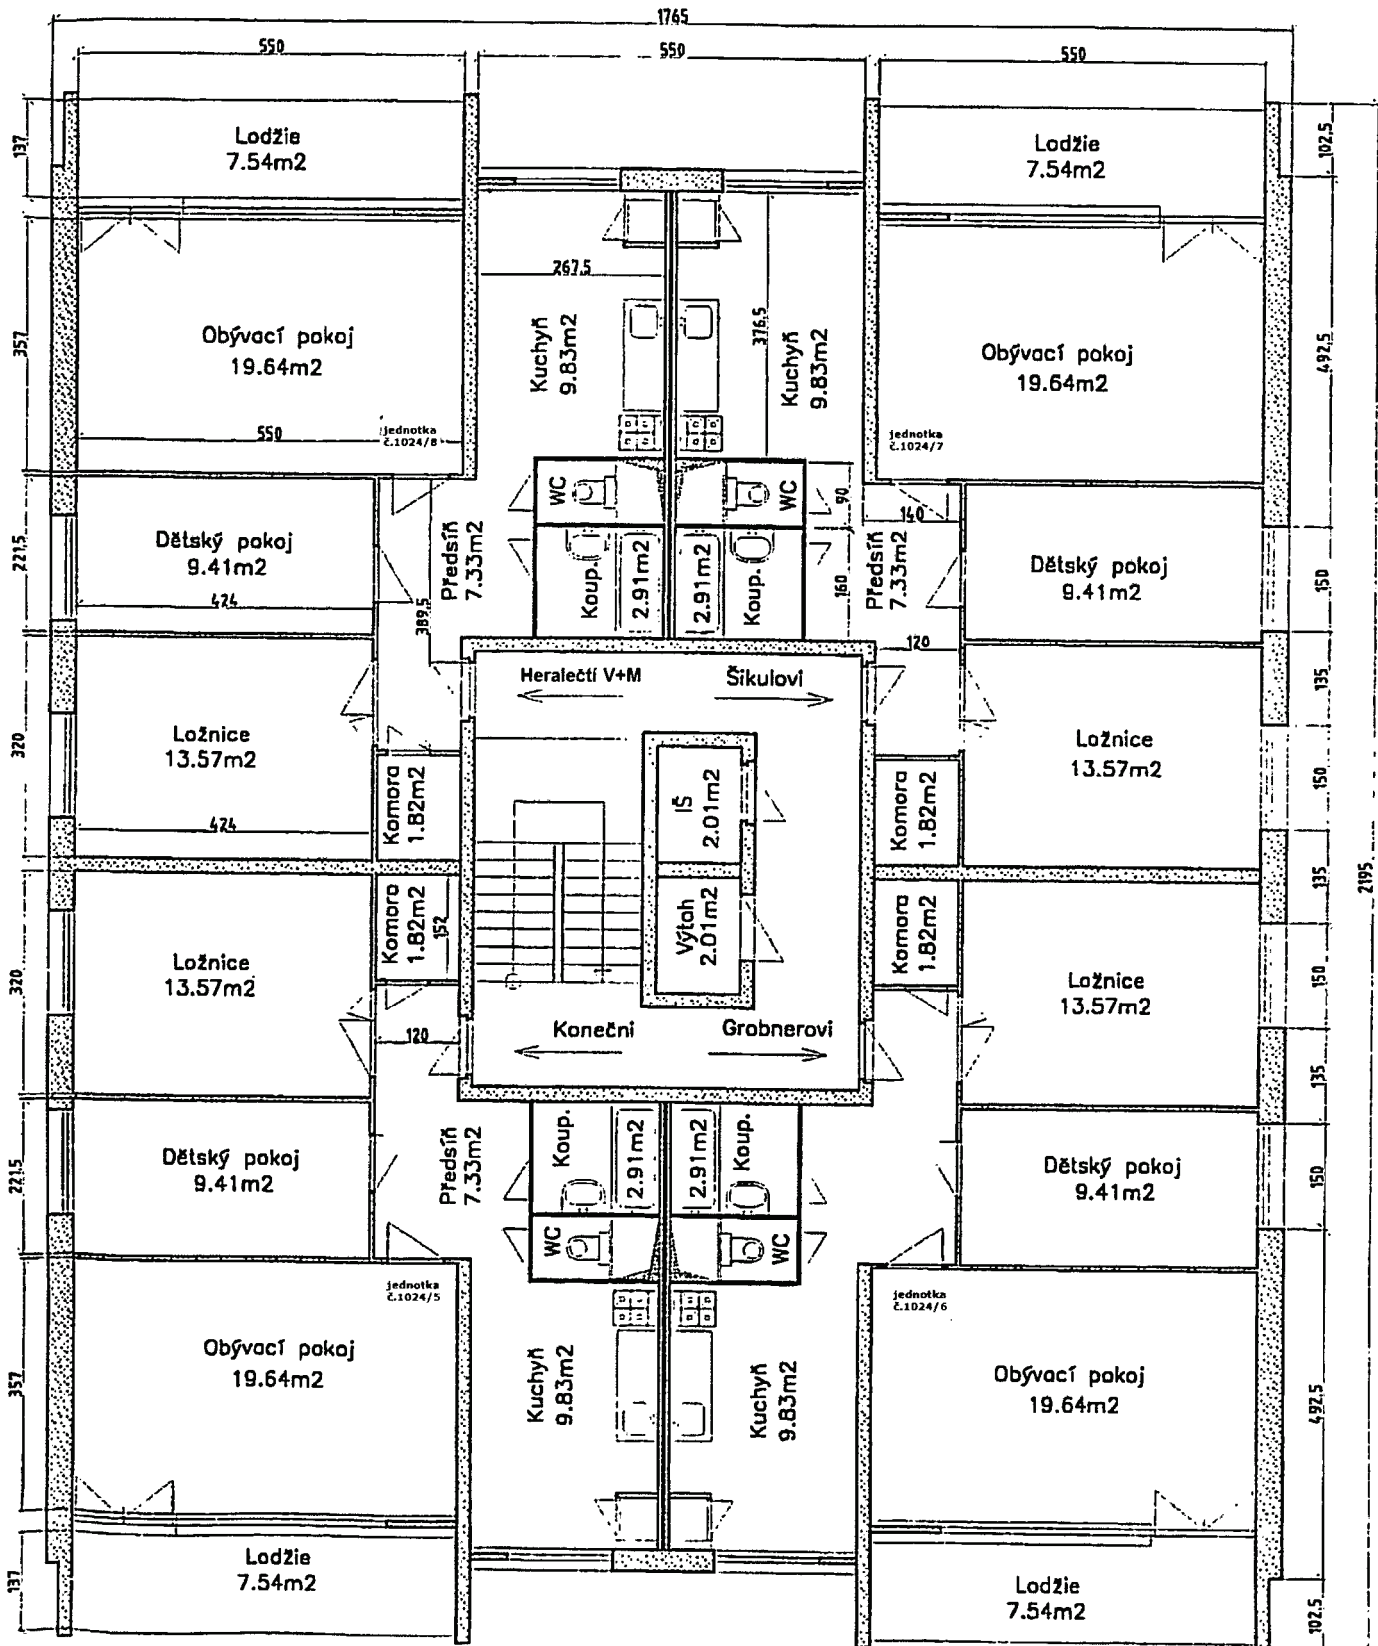 1765
550
550
550
137
Lodžie
7.54m2
Lodžie
7.54m2
102,5
267,5
376,5
Kuchyň
9.83m2
Kuchyň
9.83m2
357
Obývací pokoj
19.64m2
Obývací pokoj
19.64m2
492,5
550
jednotka
č.1024/8
jednotka
č.1024/7
WC
WC
90
140
221,5
Dětský pokoj
9.41m2
424
389,5
Předsíň
7.33m2
Koup.
2.91m2
2.91m2
Koup.
160
Předsíň
7.33m2
Dětský pokoj
9.41m2
150
120
Heralečtí V+M
Šikulovi
135
320
Ložnice
13.57m2
Ložnice
13.57m2
150
424
Komora
1.82m2
IŠ
2.01m2
Komora
1.82m2
135
2195
Komora
1.82m2
152
Výtah
2.01m2
Komora
1.82m2
320
Ložnice
13.57m2
Ložnice
13.57m2
150
120
Konečni
Grobnerovi
135
221,5
Dětský pokoj
9.41m2
Předsíň
7.33m2
Koup.
2.91m2
2.91m2
Koup.
Dětský pokoj
9.41m2
150
WC
WC
jednotka
č.1024/5
jednotka
č.1024/6
357
Obývací pokoj
19.64m2
Kuchyň
9.83m2
Kuchyň
9.83m2
Obývací pokoj
19.64m2
492,5
137
Lodžie
7.54m2
Lodžie
7.54m2
102,5